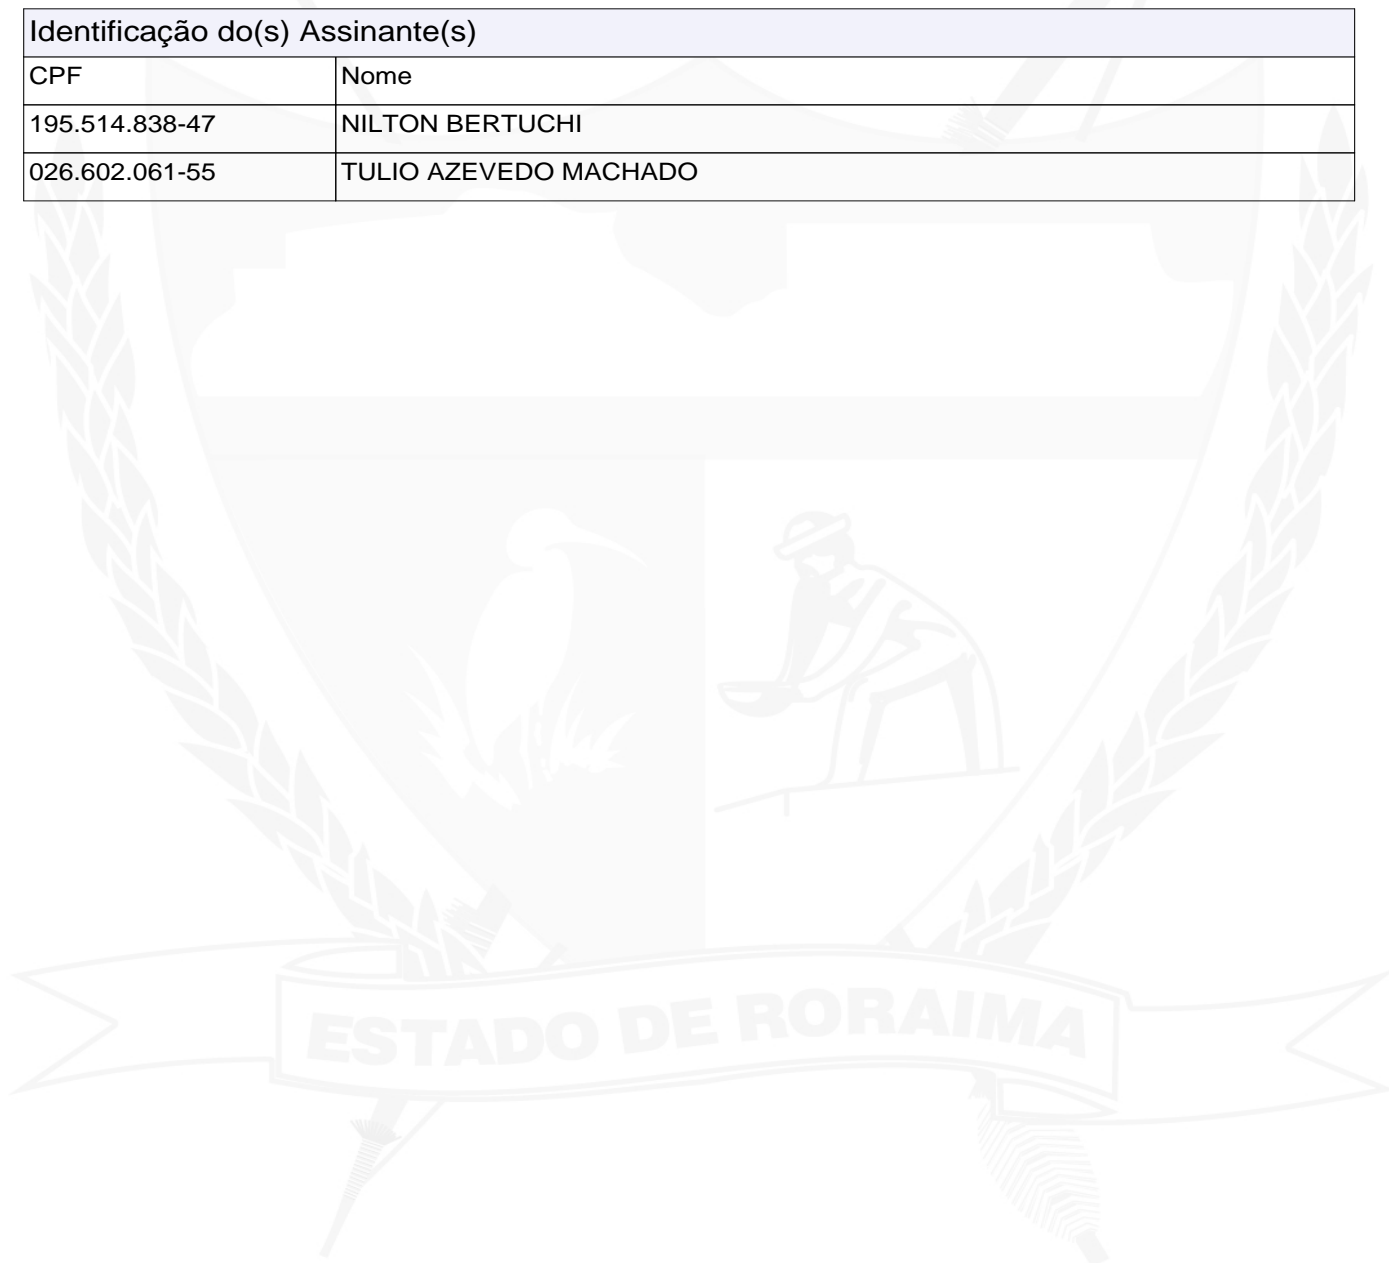 Identificação do(s) Assinante(s)
CPF Nome
195.514.838-47 NILTON BERTUCHI
026.602.061-55 TULIO AZEVEDO MACHADO
ESTADO DE RORAIMA